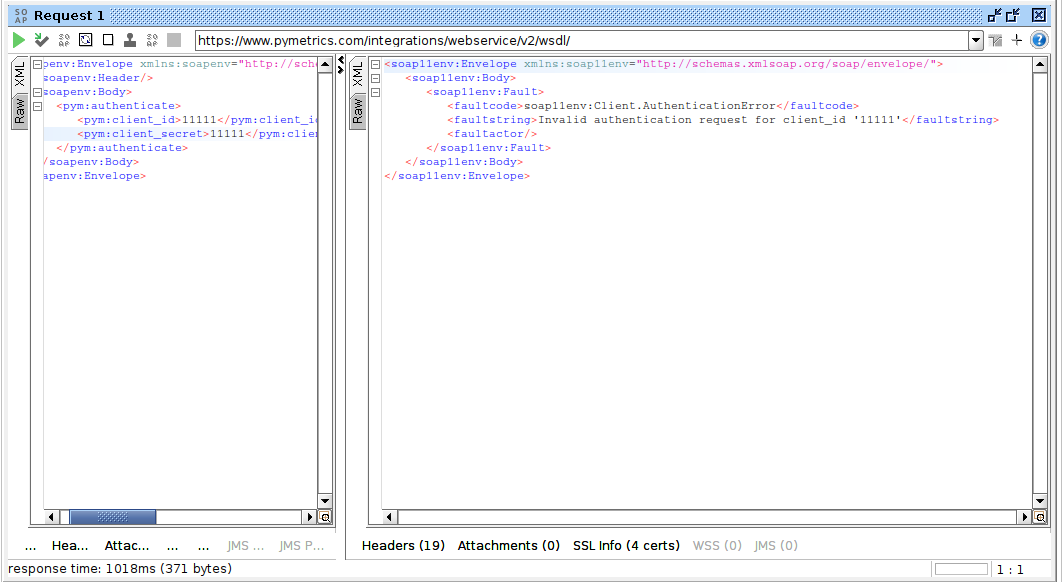 SO
AP
Request 1
https://www.pymetrics.com/integrations/webservice/v2/wsdl/
XML
Raw
penv:Envelope xmlns:soapenv="http://sch
soapenv:Header/>
soapenv:Body>
<pym:authenticate>
<pym:client_id>11111</pym:client_i
<pym:client_secret>11111</pym:clie
</pym:authenticate>
/soapenv:Body>
apenv:Envelope>
XML
Raw
<soap11env:Envelope xmlns:soap11env="http://schemas.xmlsoap.org/soap/envelope/">
<soap11env:Body>
<soap11env:Fault>
<faultcode>soap11env:Client.AuthenticationError</faultcode>
<faultstring>Invalid authentication request for client_id '11111'</faultstring>
<faultactor/>
</soap11env:Fault>
</soap11env:Body>
</soap11env:Envelope>
... Hea... Attac... ... ... JMS ... JMS P...
Headers (19) Attachments (0) SSL Info (4 certs) WSS (0) JMS (0)
response time: 1018ms (371 bytes)
1 : 1